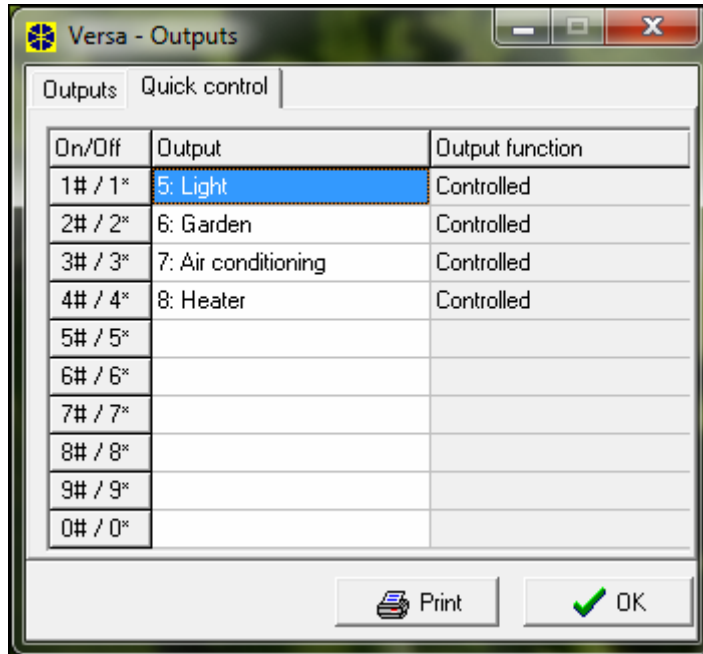 Versa - Outputs
Outputs Quick control
On/Off Output Output function
1# / 1* 5: Light Controlled
2# / 2* 6: Garden Controlled
3# / 3* 7: Air conditioning Controlled
4# / 4* 8: Heater Controlled
5# / 5*
6# / 6*
7# / 7*
8# / 8*
9# / 9*
0# / 0*
Print OK